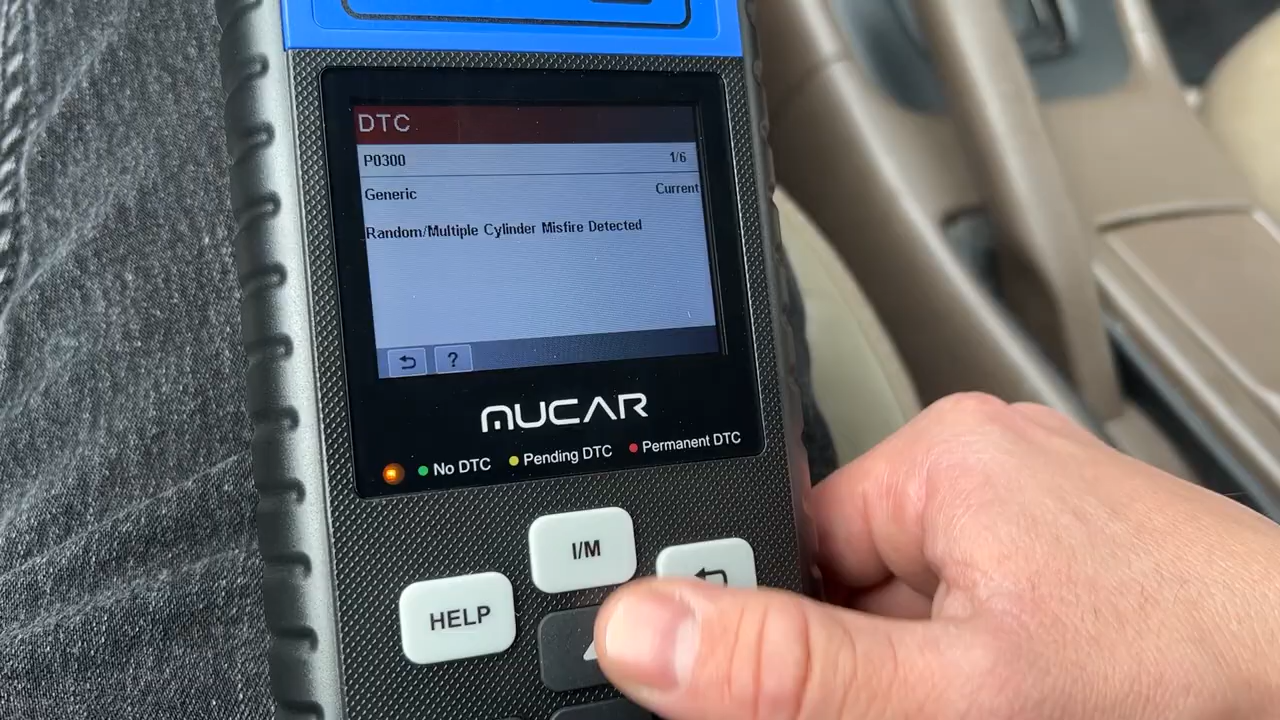 DTC
P0300 1/6
Generic Current
Random/Multiple Cylinder Misfire Detected
?
MUCAR
No DTC Pending DTC Permanent DTC
I/M
HELP